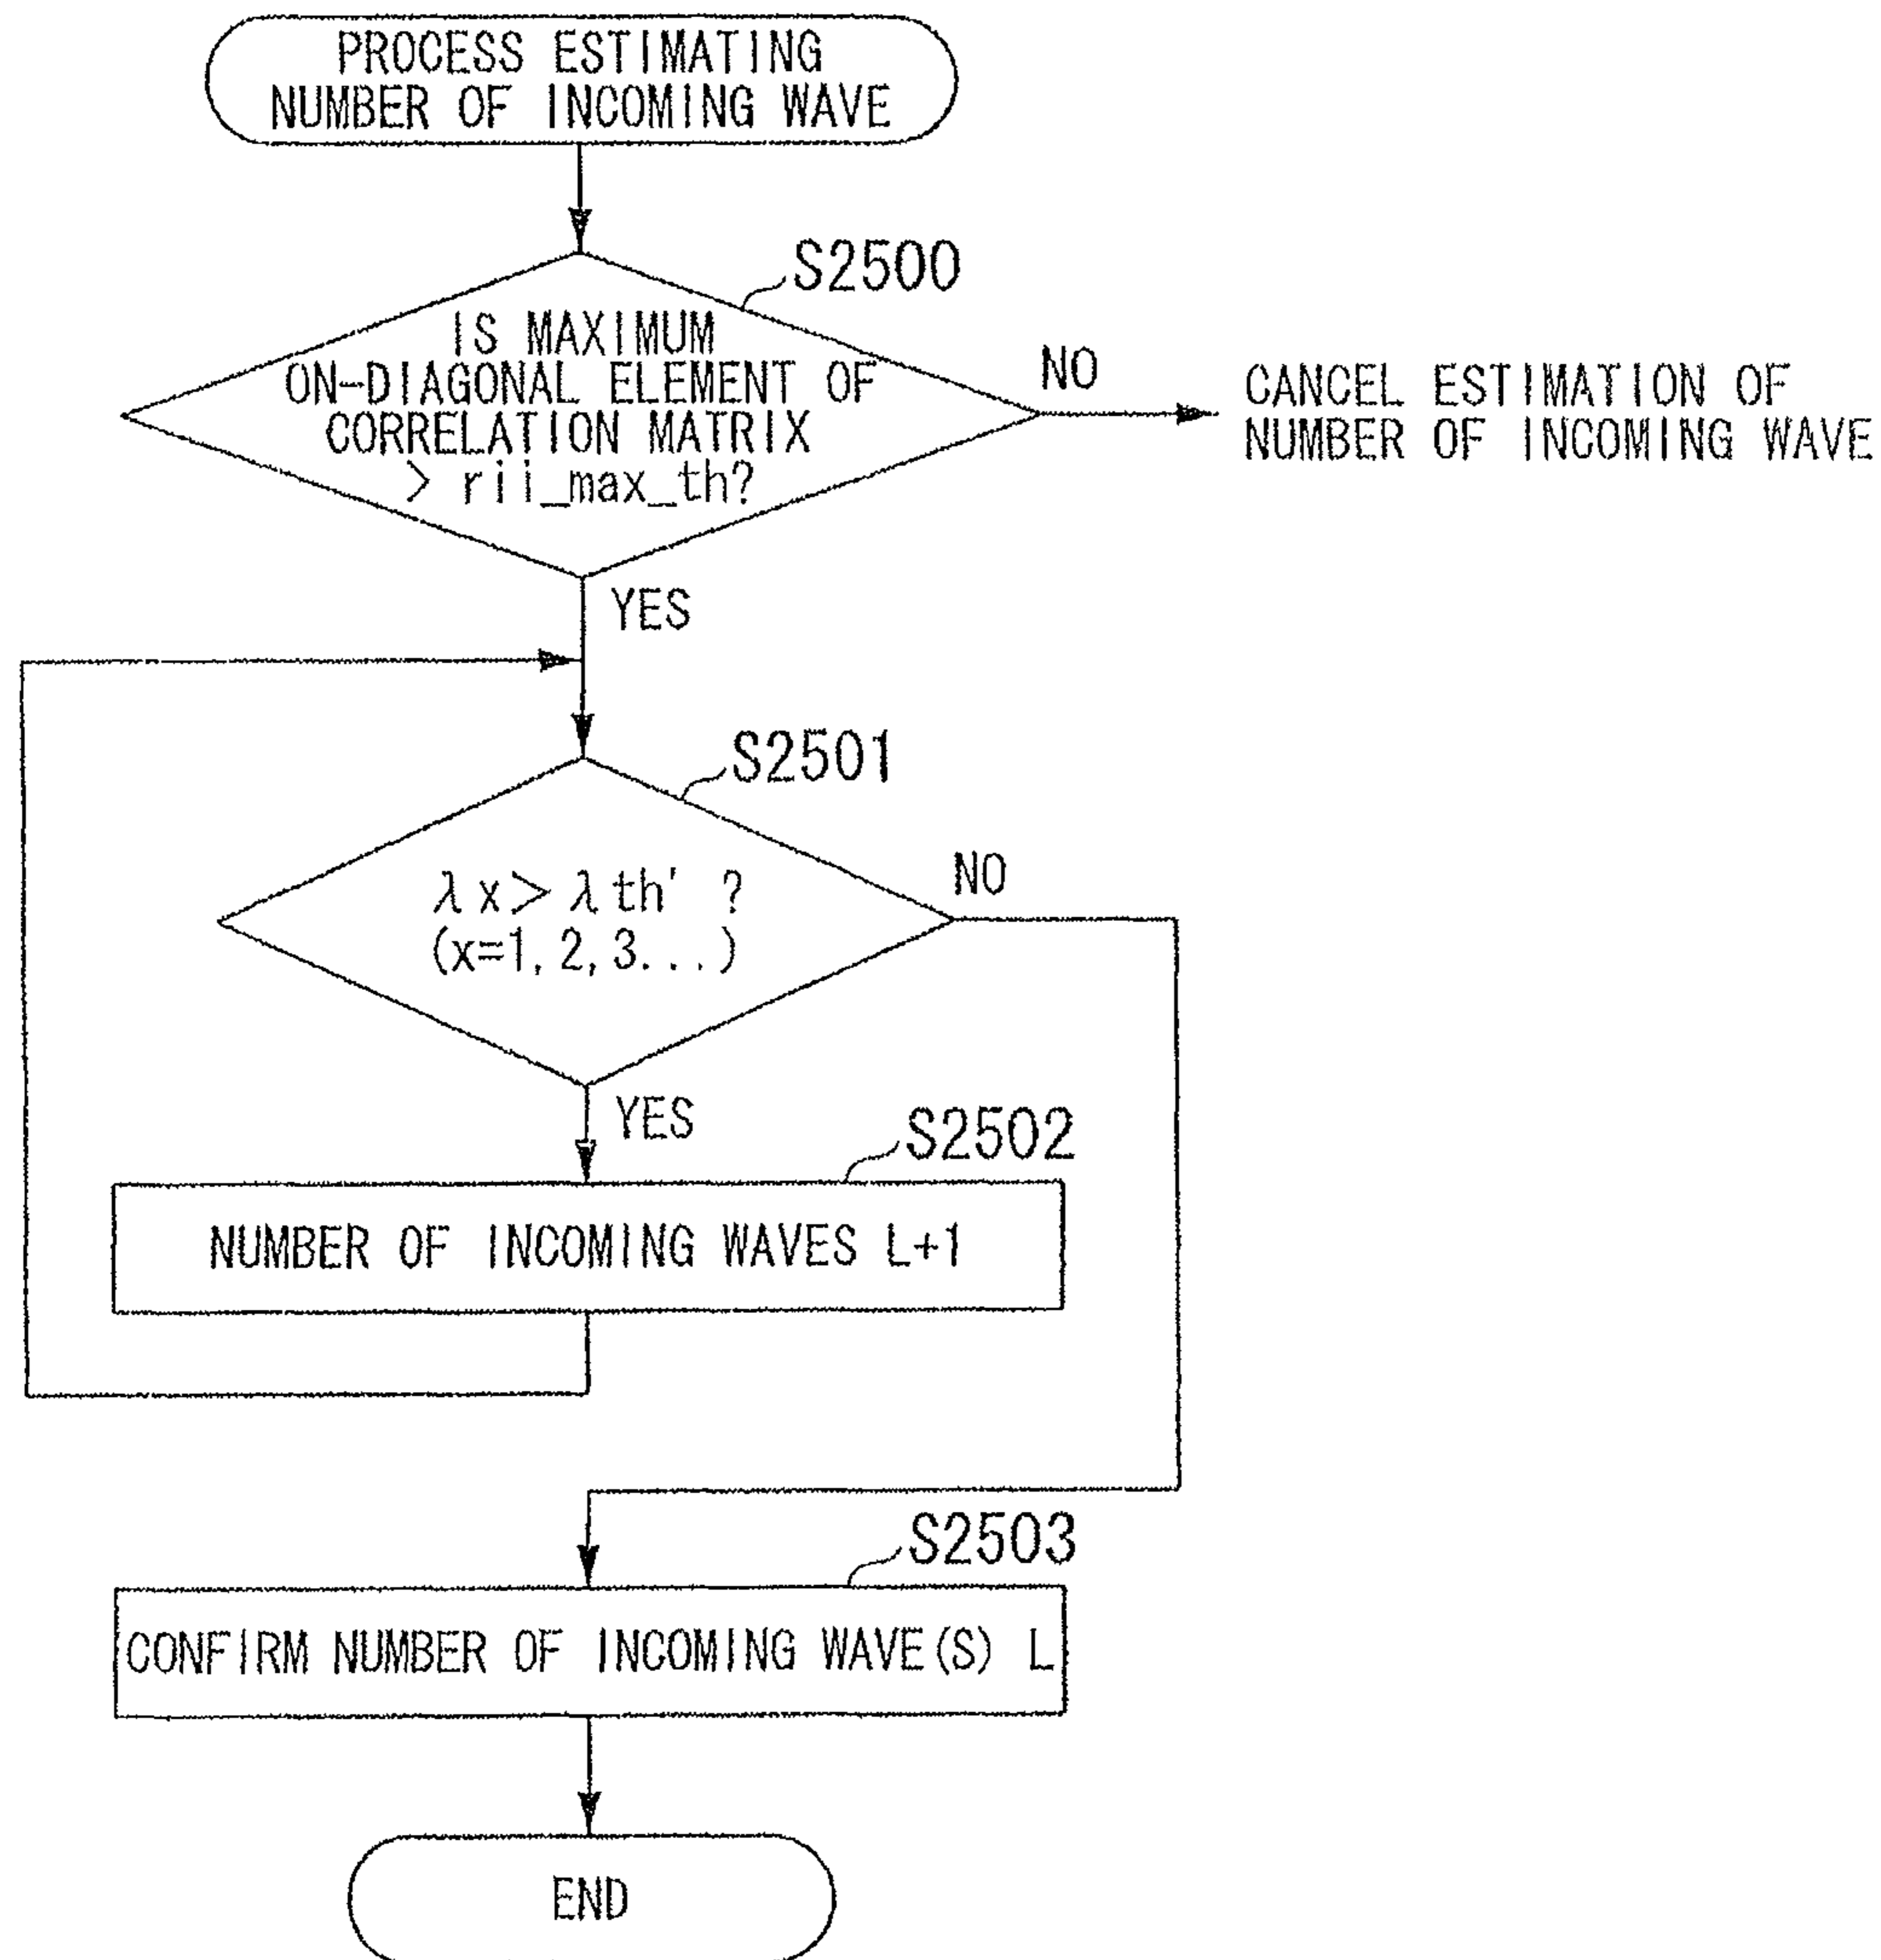 PROCESS ESTIMATING
NUMBER OF INCOMING WAVE
S2500
IS MAXIMUM
ON-DIAGONAL ELEMENT OF
CORRELATION MATRIX
> rii_max_th?
NO
CANCEL ESTIMATION OF
NUMBER OF INCOMING WAVE
YES
S2501
λx>λth' ?
(x=1,2,3...)
NO
YES
S2502
NUMBER OF INCOMING WAVES L+1
S2503
CONFIRM NUMBER OF INCOMING WAVE(S) L
END